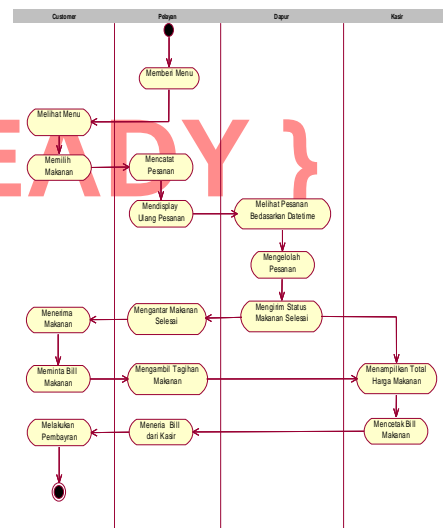 Customer Pelayan Dapur Kasir
Memberi Menu
Melihat Menu
Memilih
Makanan
Mencatat
Pesanan
Mendisplay
Ulang Pesanan
Melihat Pesanan
Bedasarkan Datetime
Mengelolah
Pesanan
Mengirim Status
Makanan Selesai
Mengantar Makanan
Selesai
Menerima
Makanan
Meminta Bill
Makanan
Mengambil Tagihan
Makanan
Menampilkan Total
Harga Makanan
Mencetak Bill
Makanan
Meneria Bill
dari Kasir
Melakukan
Pembayran
EADY }